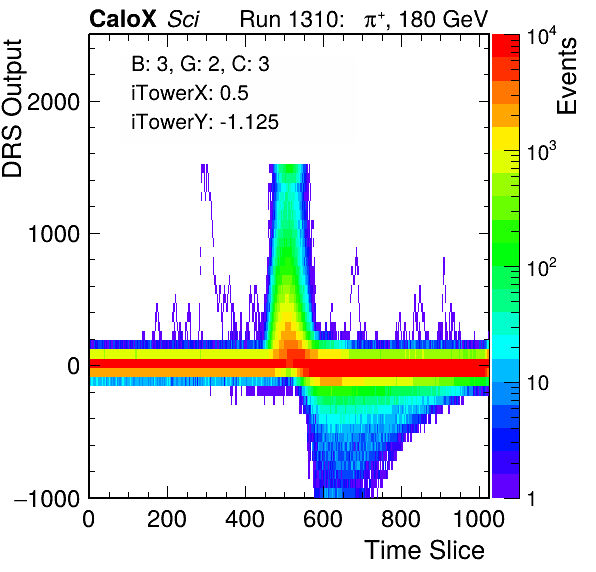 CaloX Sci Run 1310: π⁺, 180 GeV
B: 3, G: 2, C: 3
iTowerX: 0.5
iTowerY: -1.125
DRS Output
2000
1000
0
−1000
0 200 400 600 800 1000
Time Slice
Events
10⁴
10³
10²
10
1